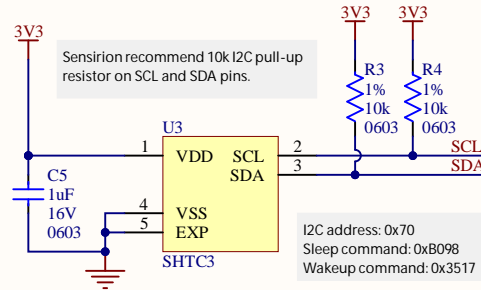 3V3
3V3
3V3
Sensirion recommend 10k I2C pull-up
resistor on SCL and SDA pins.
R3
1%
10k
0603
R4
1%
10k
0603
U3
1
VDD
SCL
2
SCL
SDA
3
SDA
C5
1uF
16V
0603
4
VSS
5
EXP
SHTC3
I2C address: 0x70
Sleep command: 0xB098
Wakeup command: 0x3517